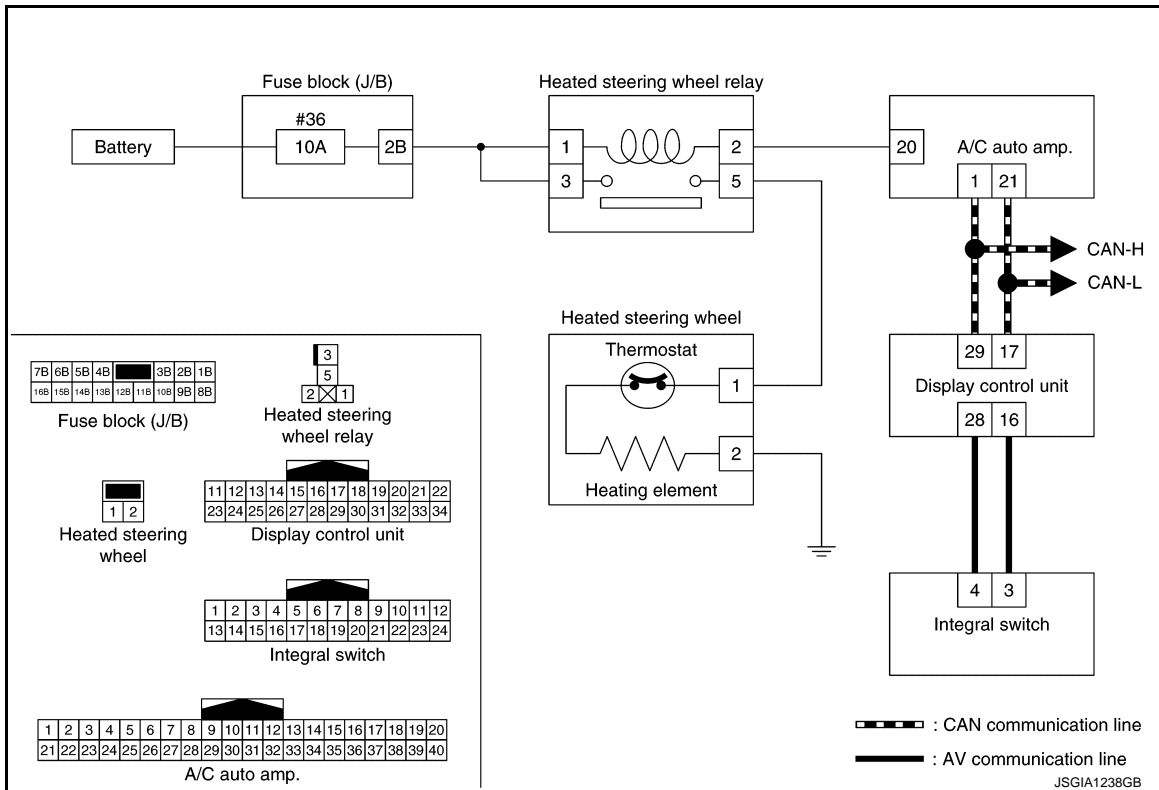 Fuse block (J/B)
#36
10A
2B
Battery
Heated steering wheel relay
1
2
3
5
20
A/C auto amp.
1 21
CAN-H
CAN-L
Heated steering wheel
Thermostat
1
2
Heating element
29 17
Display control unit
28 16
4 3
Integral switch
7B 6B 5B 4B 3B 2B 1B
16B 15B 14B 13B 12B 11B 10B 9B 8B
Fuse block (J/B)
3
5
2 1
Heated steering
wheel relay
1 2
Heated steering
wheel
11 12 13 14 15 16 17 18 19 20 21 22
23 24 25 26 27 28 29 30 31 32 33 34
Display control unit
1 2 3 4 5 6 7 8 9 10 11 12
13 14 15 16 17 18 19 20 21 22 23 24
Integral switch
1 2 3 4 5 6 7 8 9 10 11 12 13 14 15 16 17 18 19 20
21 22 23 24 25 26 27 28 29 30 31 32 33 34 35 36 37 38 39 40
A/C auto amp.
: CAN communication line
: AV communication line
JSGIA1238GB